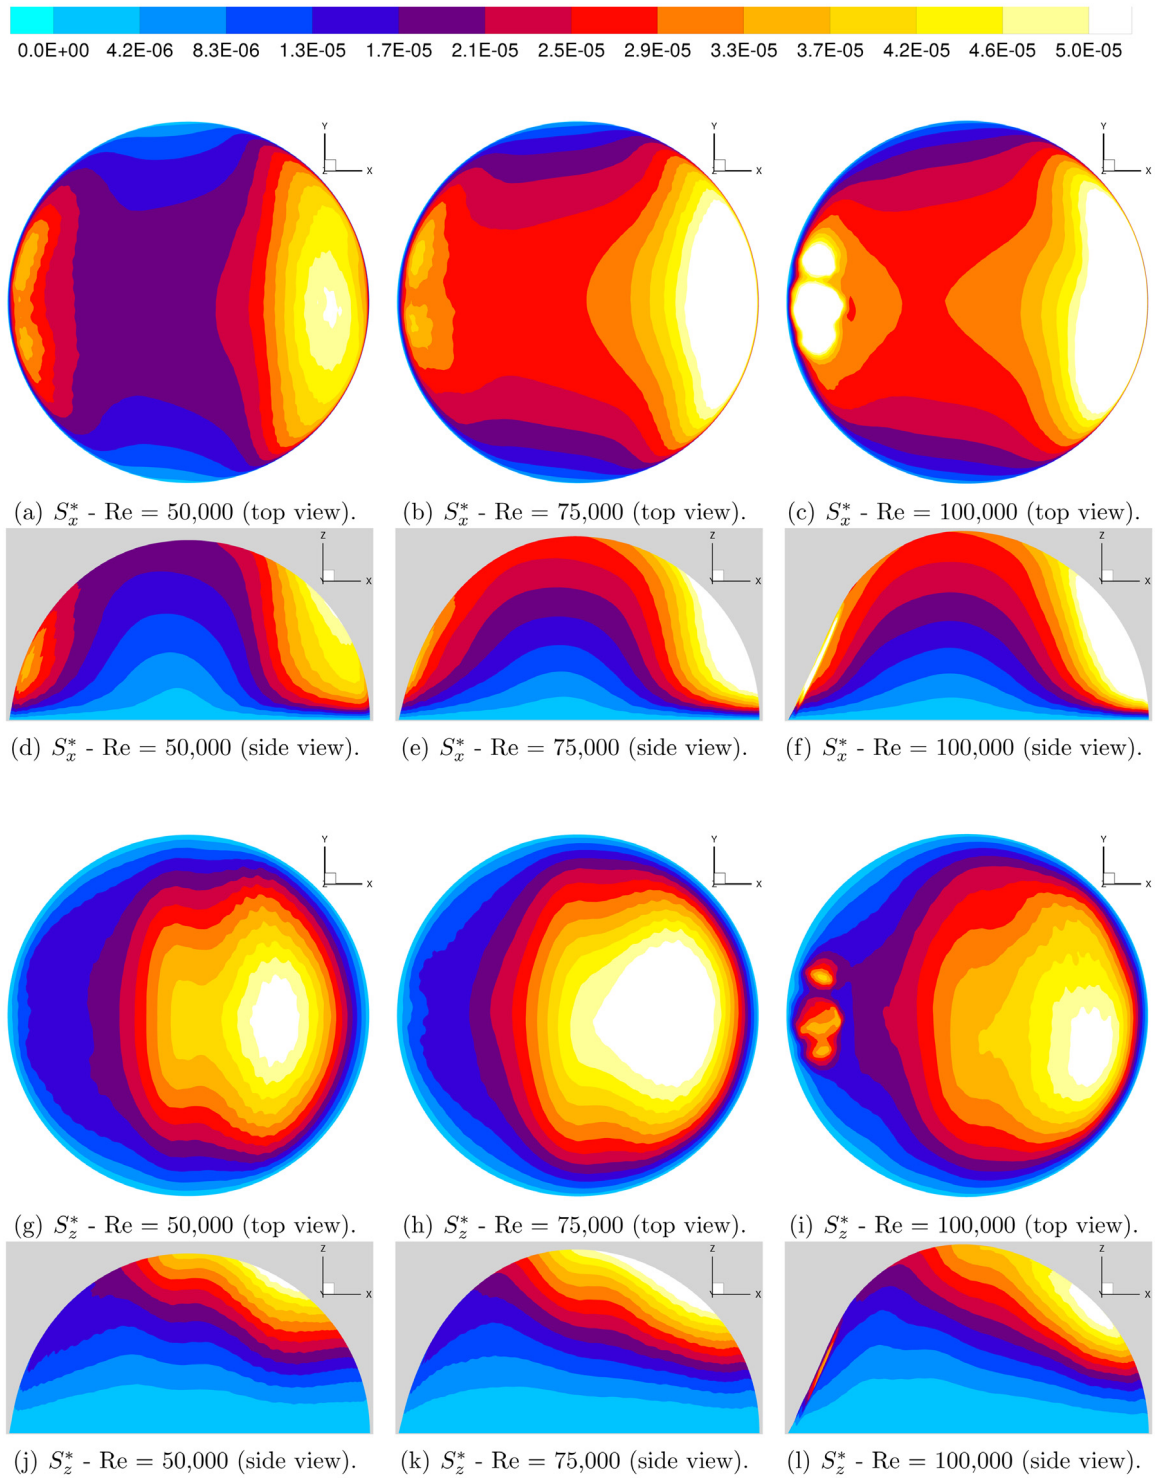 0.0E+00 4.2E-06 8.3E-06 1.3E-05 1.7E-05 2.1E-05 2.5E-05 2.9E-05 3.3E-05 3.7E-05 4.2E-05 4.6E-05 5.0E-05
Y Y Y
Z X Z X Z X
(a) S*x - Re = 50,000 (top view). (b) S*x - Re = 75,000 (top view). (c) S*x - Re = 100,000 (top view).
Z Z Z
Y X Y X Y X
(d) S*x - Re = 50,000 (side view). (e) S*x - Re = 75,000 (side view). (f) S*x - Re = 100,000 (side view).
Y Y Y
Z X Z X Z X
(g) S*z - Re = 50,000 (top view). (h) S*z - Re = 75,000 (top view). (i) S*z - Re = 100,000 (top view).
Z Z Z
Y X Y X Y X
(j) S*z - Re = 50,000 (side view). (k) S*z - Re = 75,000 (side view). (l) S*z - Re = 100,000 (side view).